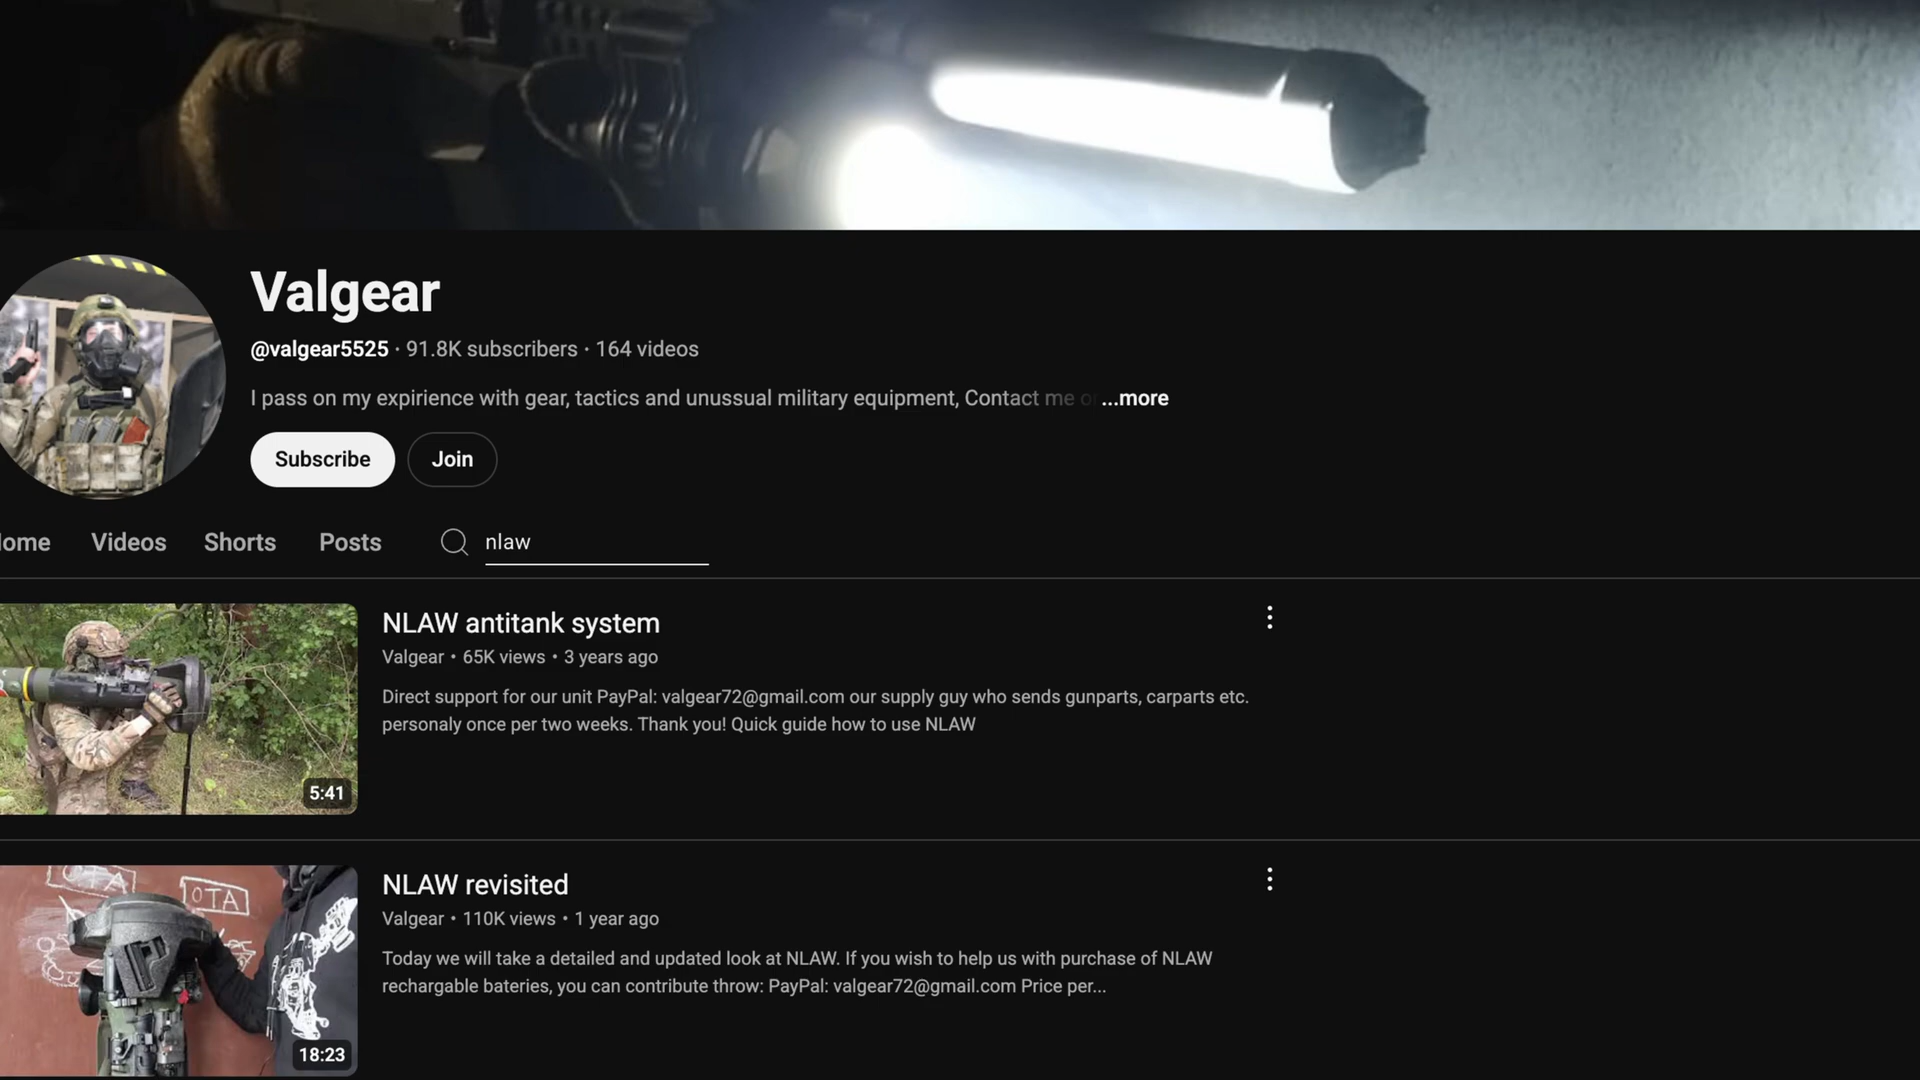 Valgear
@valgear5525 · 91.8K subscribers · 164 videos
I pass on my expirience with gear, tactics and unussual military equipment, Contact me o ...more
Subscribe
Join
ome
Videos
Shorts
Posts
nlaw
NLAW antitank system
Valgear • 65K views • 3 years ago
Direct support for our unit PayPal: valgear72@gmail.com our supply guy who sends gunparts, carparts etc.
personaly once per two weeks. Thank you! Quick guide how to use NLAW
5:41
OTA
OTA
NLAW revisited
Valgear • 110K views • 1 year ago
Today we will take a detailed and updated look at NLAW. If you wish to help us with purchase of NLAW
rechargable bateries, you can contribute throw: PayPal: valgear72@gmail.com Price per...
18:23